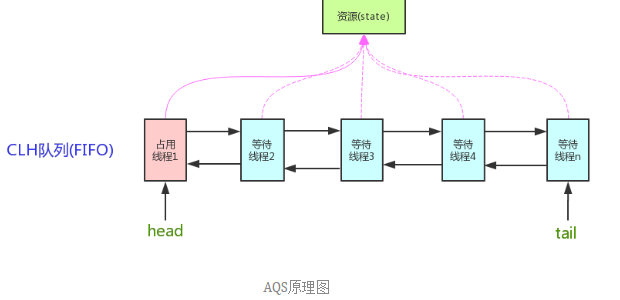 资源(state)
CLH队列(FIFO)
占用
线程1
等待
线程2
等待
线程3
等待
线程4
等待
线程n
head
tail
AQS原理图